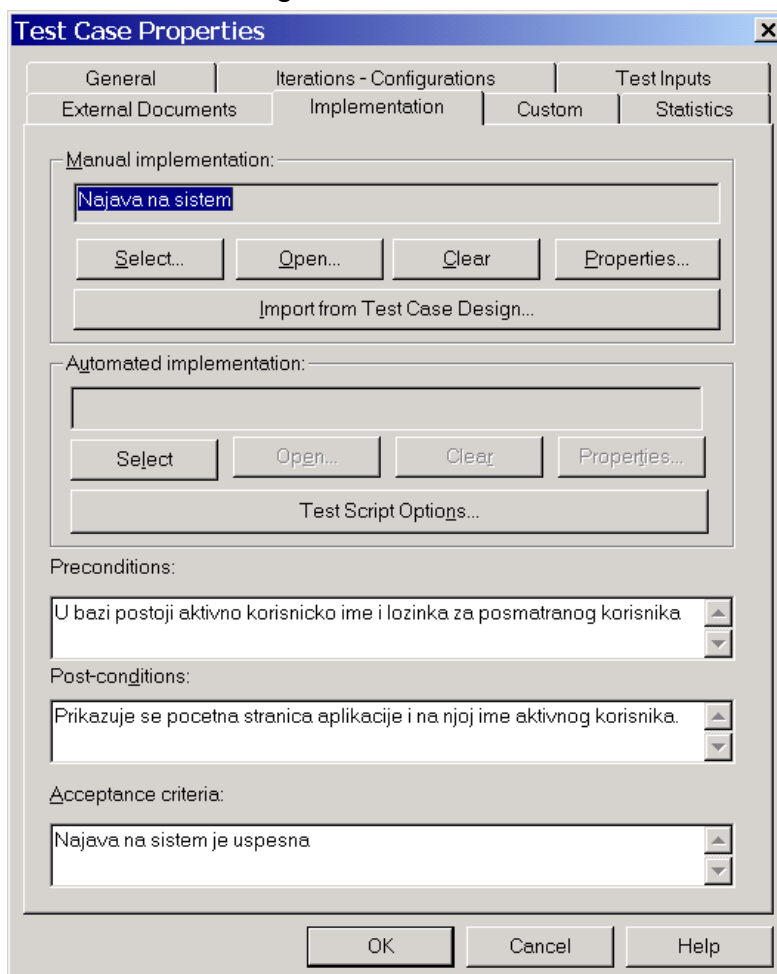 Test Case Properties
General Iterations - Configurations Test Inputs
External Documents Implementation Custom Statistics
Manual implementation:
Najava na sistem
Select... Open... Clear Properties...
Import from Test Case Design...
Automated implementation:
Select Open... Clear Properties...
Test Script Options...
Preconditions:
U bazi postoji aktivno korisnicko ime i lozinka za posmatranog korisnika
Post-conditions:
Prikazuje se pocetna stranica aplikacije i na njoj ime aktivnog korisnika.
Acceptance criteria:
Najava na sistem je uspesna
OK Cancel Help